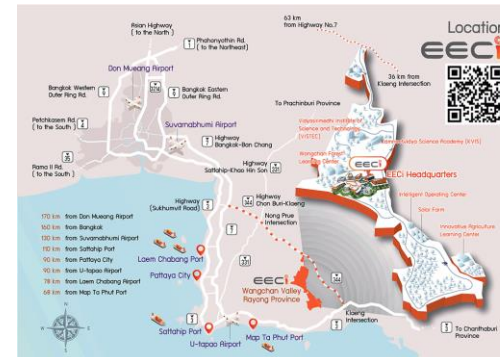 Location
EECi
63 km
from Highway No.7
36 km from
Klaeng Intersection
Asian Highway
(to the North)
Phahonyothin Rd.
(to the Northeast)
Don Mueang Airport
Bangkok Western
Outer Ring Rd.
Bangkok Eastern
Outer Ring Rd.
Petchkasem Rd.
(to the South)
Suvarnabhumi Airport
Highway
Bangkok-Ban Chang
Rama II Rd.
(to the South)
35
Highway
Sattahip-Khao Hin Son
331
Highway
(Sukhumvit Road)
3
344
Highway
Chon Buri-Klaeng
Nong Prue
Intersection
To Prachinburi Province
Vidyasirimedhi Institute of
Science and Technology
(VISTEC)
Kamnoetvidya Science Academy (KVIS)
Wangchan Forest
Learning Center
EECi
EECi Headquarters
Intelligent Operating Center
Solar Farm
Innovative Agriculture
Learning Center
170 km from Don Mueang Airport
160 km from Bangkok
130 km from Suvarnabhumi Airport
110 km from Sattahip Port
90 km from Pattaya City
90 km from U-tapao Airport
78 km from Laem Chabang Port
68 km from Map Ta Phut Port
Laem Chabang Port
Pattaya City
331
344
EECi
Wangchan Valley
Rayong Province
Klaeng
Intersection
3
To Chanthaburi
Province
Sattahip Port
U-tapao Airport
Map Ta Phut Port